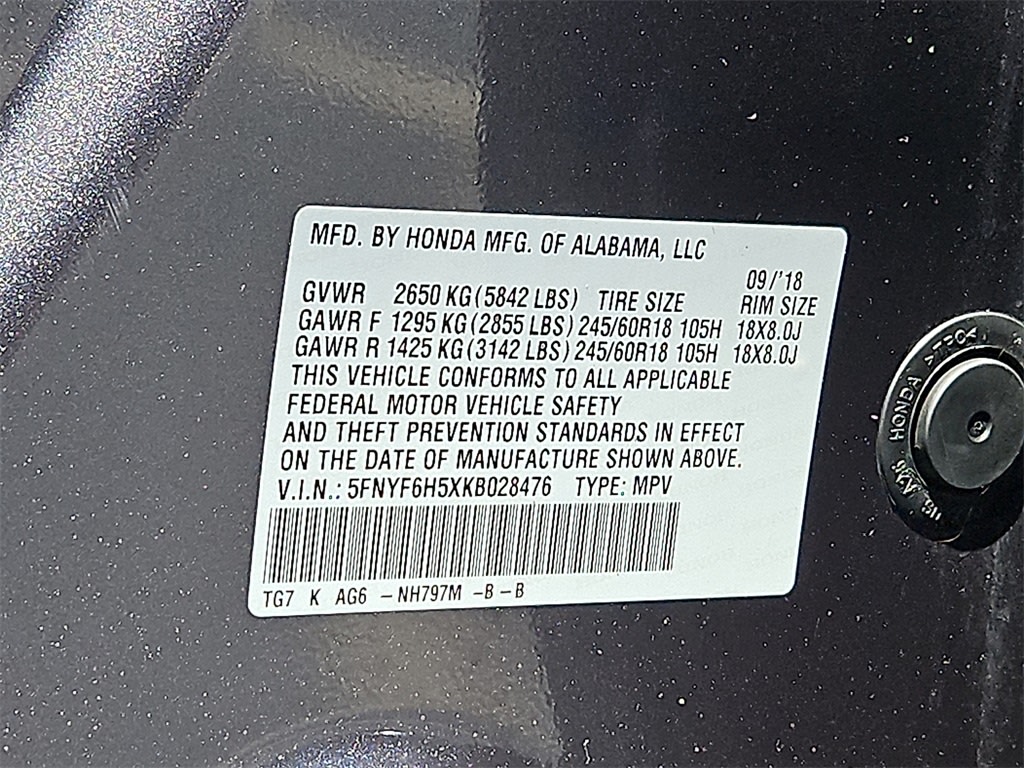 MFD. BY HONDA MFG. OF ALABAMA, LLC
09/'18
GVWR 2650 KG (5842 LBS) TIRE SIZE RIM SIZE
GAWR F 1295 KG (2855 LBS) 245/60R18 105H 18X8.0J
GAWR R 1425 KG (3142 LBS) 245/60R18 105H 18X8.0J
THIS VEHICLE CONFORMS TO ALL APPLICABLE
FEDERAL MOTOR VEHICLE SAFETY
AND THEFT PREVENTION STANDARDS IN EFFECT
ON THE DATE OF MANUFACTURE SHOWN ABOVE.
V.I.N.: 5FNYF6H5XKB028476 TYPE: MPV
TG7 K AG6 -NH797M -B-B
HONDA